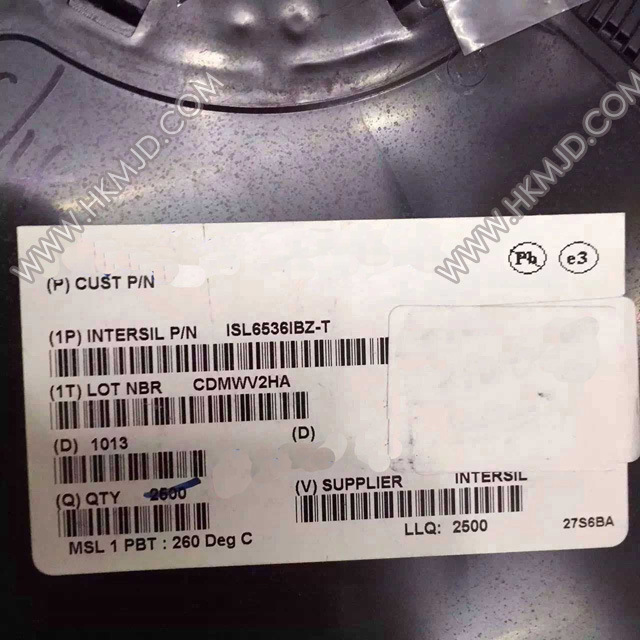 WWW.HKMJD.COM
WWW.HKMJD.COM
Pb e3
(P) CUST P/N
(1P) INTERSIL P/N ISL6536IBZ-T
(1T) LOT NBR CDMWV2HA
(D) 1013 (D)
(Q) QTY 2500 (V) SUPPLIER INTERSIL
MSL 1 PBT : 260 Deg C LLQ: 2500 27S6BA